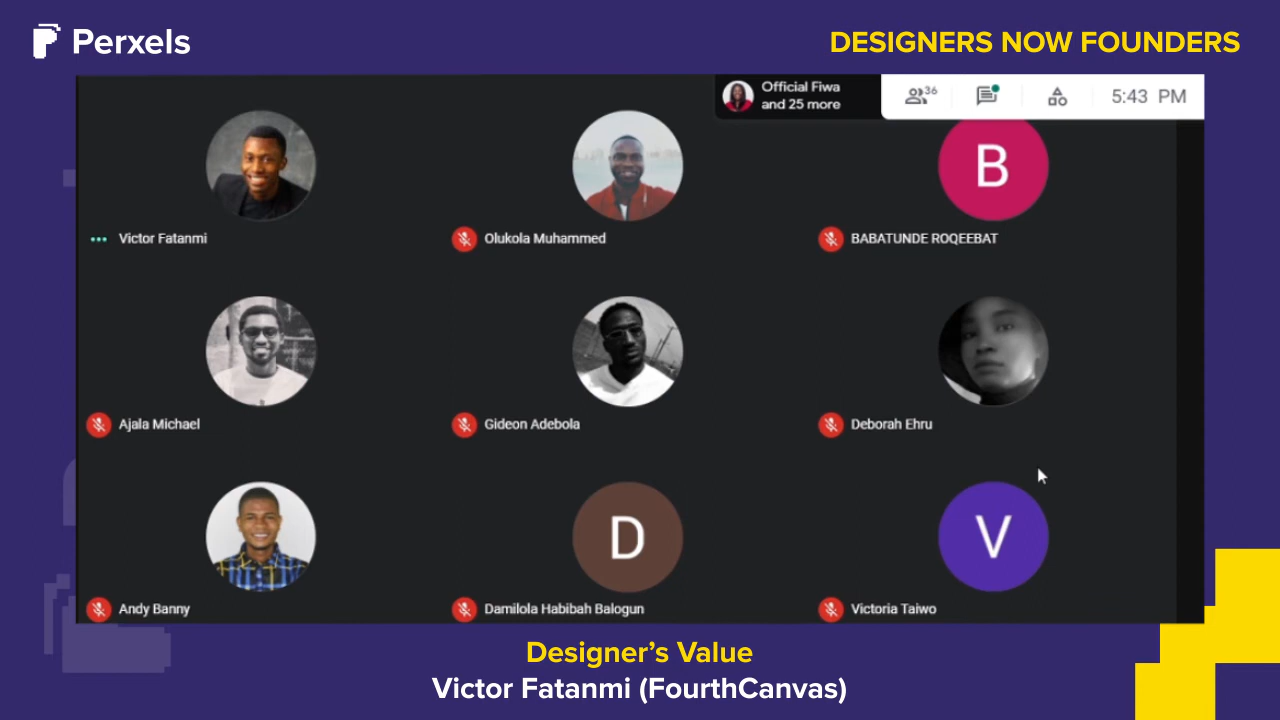 Perxels
DESIGNERS NOW FOUNDERS
Official Fiwa
and 25 more
36
5:43 PM
B
Victor Fatanmi
Olukola Muhammed
BABATUNDE ROQEEBAT
Ajala Michael
Gideon Adebola
Deborah Ehru
D
V
Andy Banny
Damilola Habibah Balogun
Victoria Taiwo
Designer’s Value
Victor Fatanmi (FourthCanvas)